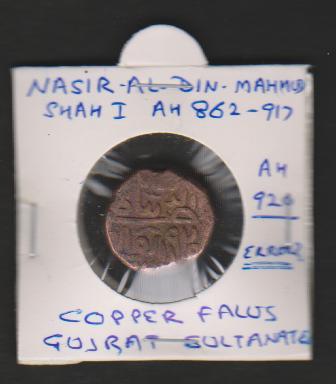 NASIR-AL-DIN-MAHMUD
SHAH I AH 862-917
AH
920
ERROR
COPPER FALUS
GUJRAT SULTANATE